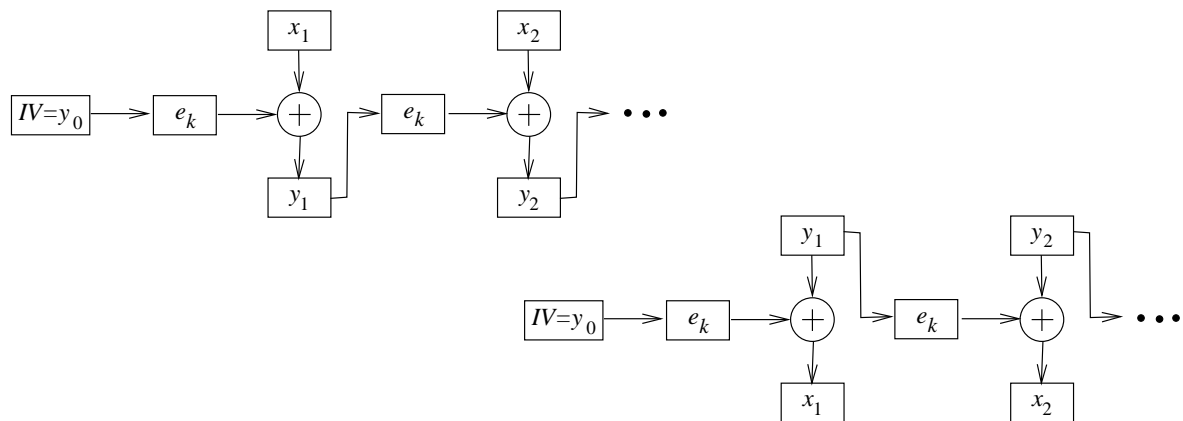 x₁ x₂
IV=y₀ eₖ + eₖ + •••
y₁ y₂
y₁ y₂
IV=y₀ eₖ + eₖ + •••
x₁ x₂